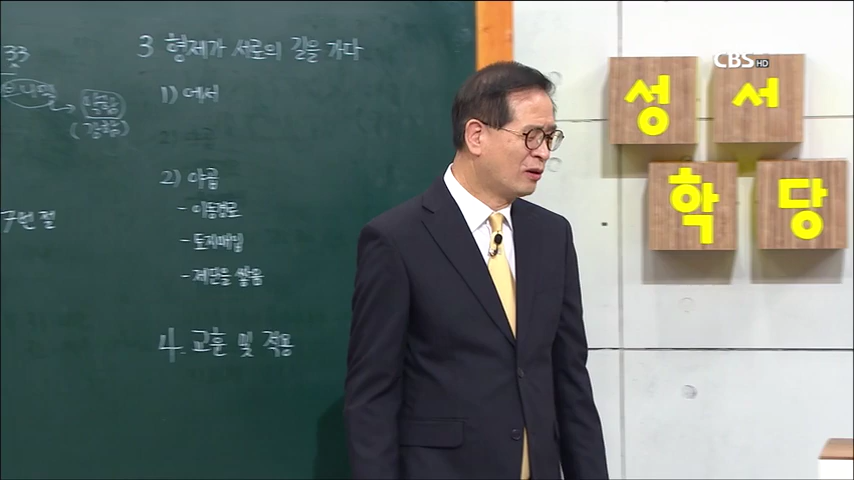 33
3 형제가 서로의 길을 가다
1) 에서
2) 야곱
- 이동경로
- 토지매입
- 제단을 쌓음
7번 절
4. 교훈 및 적용
CBS HD
성서
학당